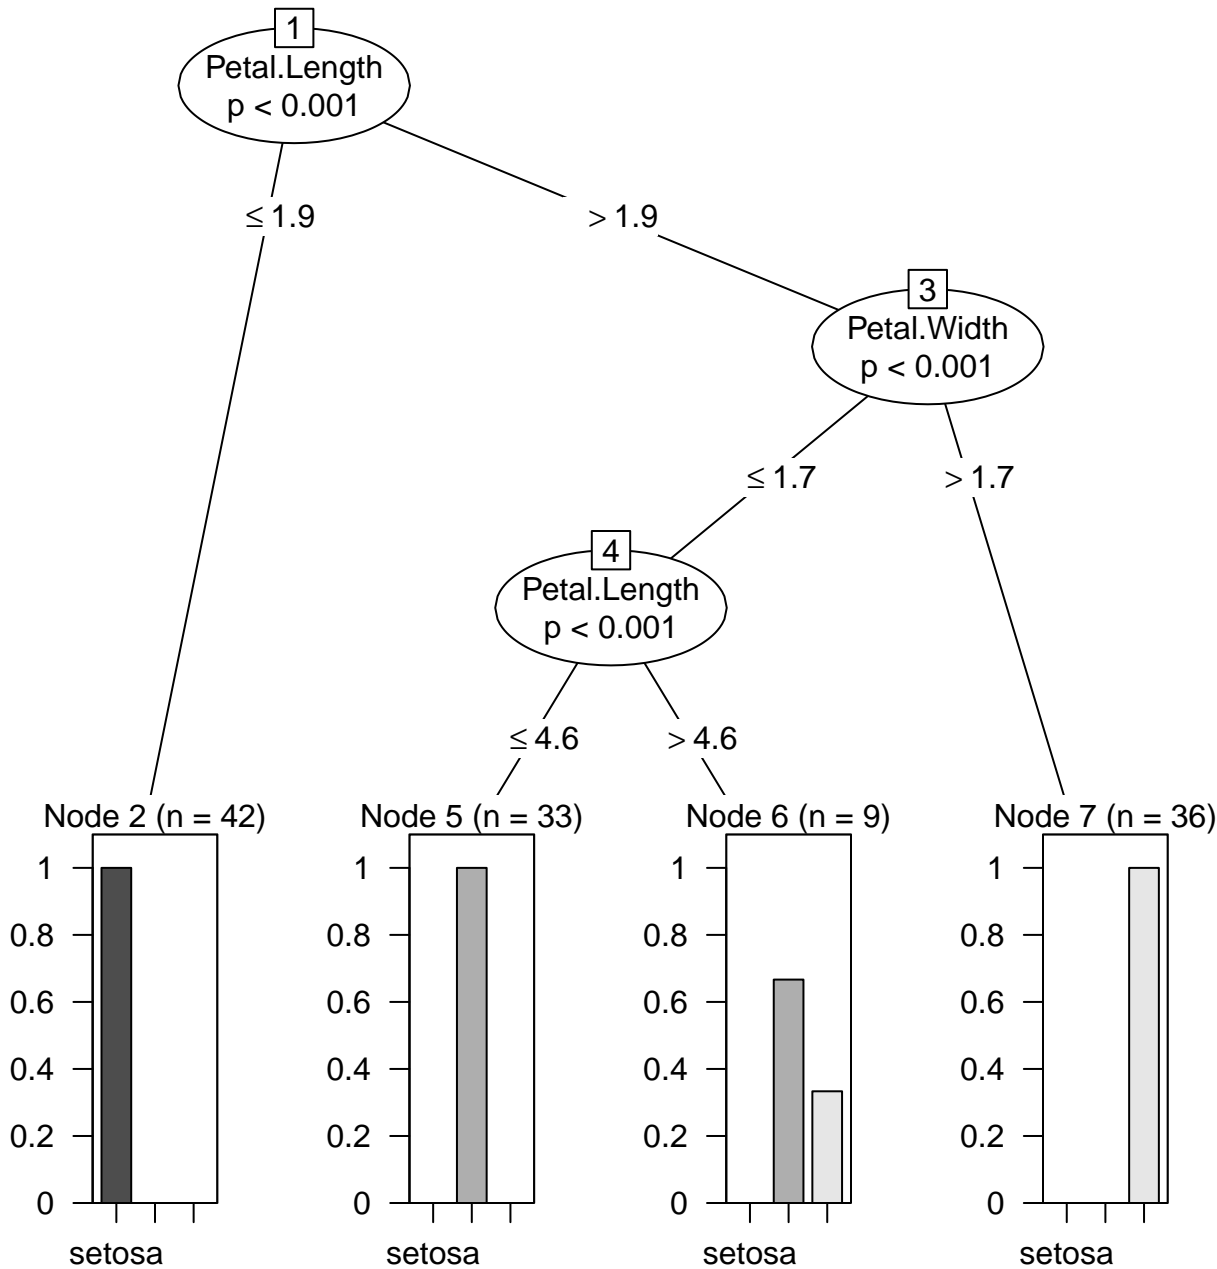 1
Petal.Length
p < 0.001
≤ 1.9
> 1.9
3
Petal.Width
p < 0.001
≤ 1.7
> 1.7
4
Petal.Length
p < 0.001
≤ 4.6
> 4.6
Node 2 (n = 42)
1
0.8
0.6
0.4
0.2
0
setosa
Node 5 (n = 33)
1
0.8
0.6
0.4
0.2
0
setosa
Node 6 (n = 9)
1
0.8
0.6
0.4
0.2
0
setosa
Node 7 (n = 36)
1
0.8
0.6
0.4
0.2
0
setosa